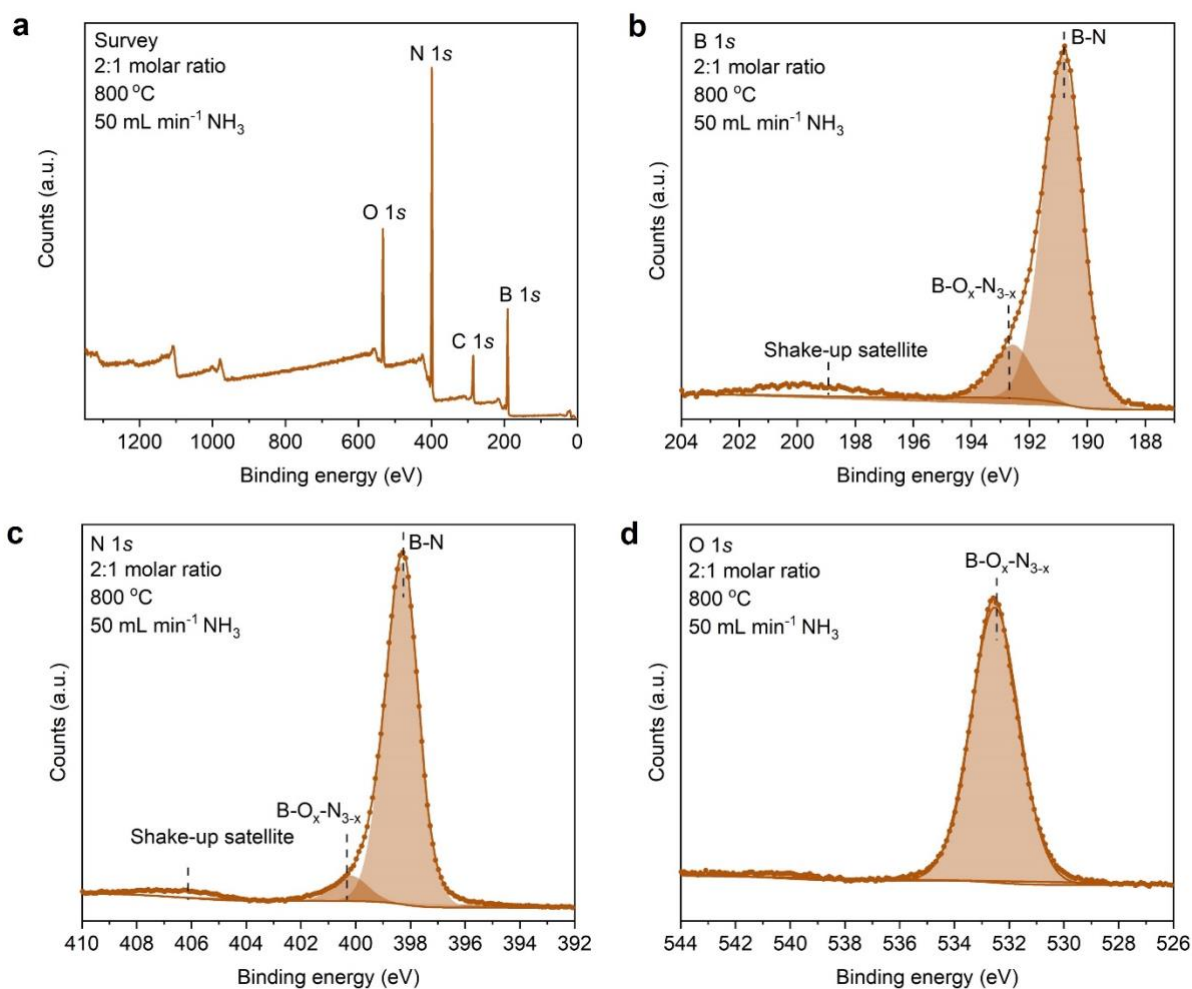 a
Survey
2:1 molar ratio
800 °C
50 mL min⁻¹ NH₃
N 1s
O 1s
B 1s
C 1s
Counts (a.u.)
1200 1000 800 600 400 200 0
Binding energy (eV)
b
B 1s
2:1 molar ratio
800 °C
50 mL min⁻¹ NH₃
B-N
B-Oₓ-N₃₋ₓ
Shake-up satellite
Counts (a.u.)
204 202 200 198 196 194 192 190 188
Binding energy (eV)
c
N 1s
2:1 molar ratio
800 °C
50 mL min⁻¹ NH₃
B-N
B-Oₓ-N₃₋ₓ
Shake-up satellite
Counts (a.u.)
410 408 406 404 402 400 398 396 394 392
Binding energy (eV)
d
O 1s
2:1 molar ratio
800 °C
50 mL min⁻¹ NH₃
B-Oₓ-N₃₋ₓ
Counts (a.u.)
544 542 540 538 536 534 532 530 528 526
Binding energy (eV)